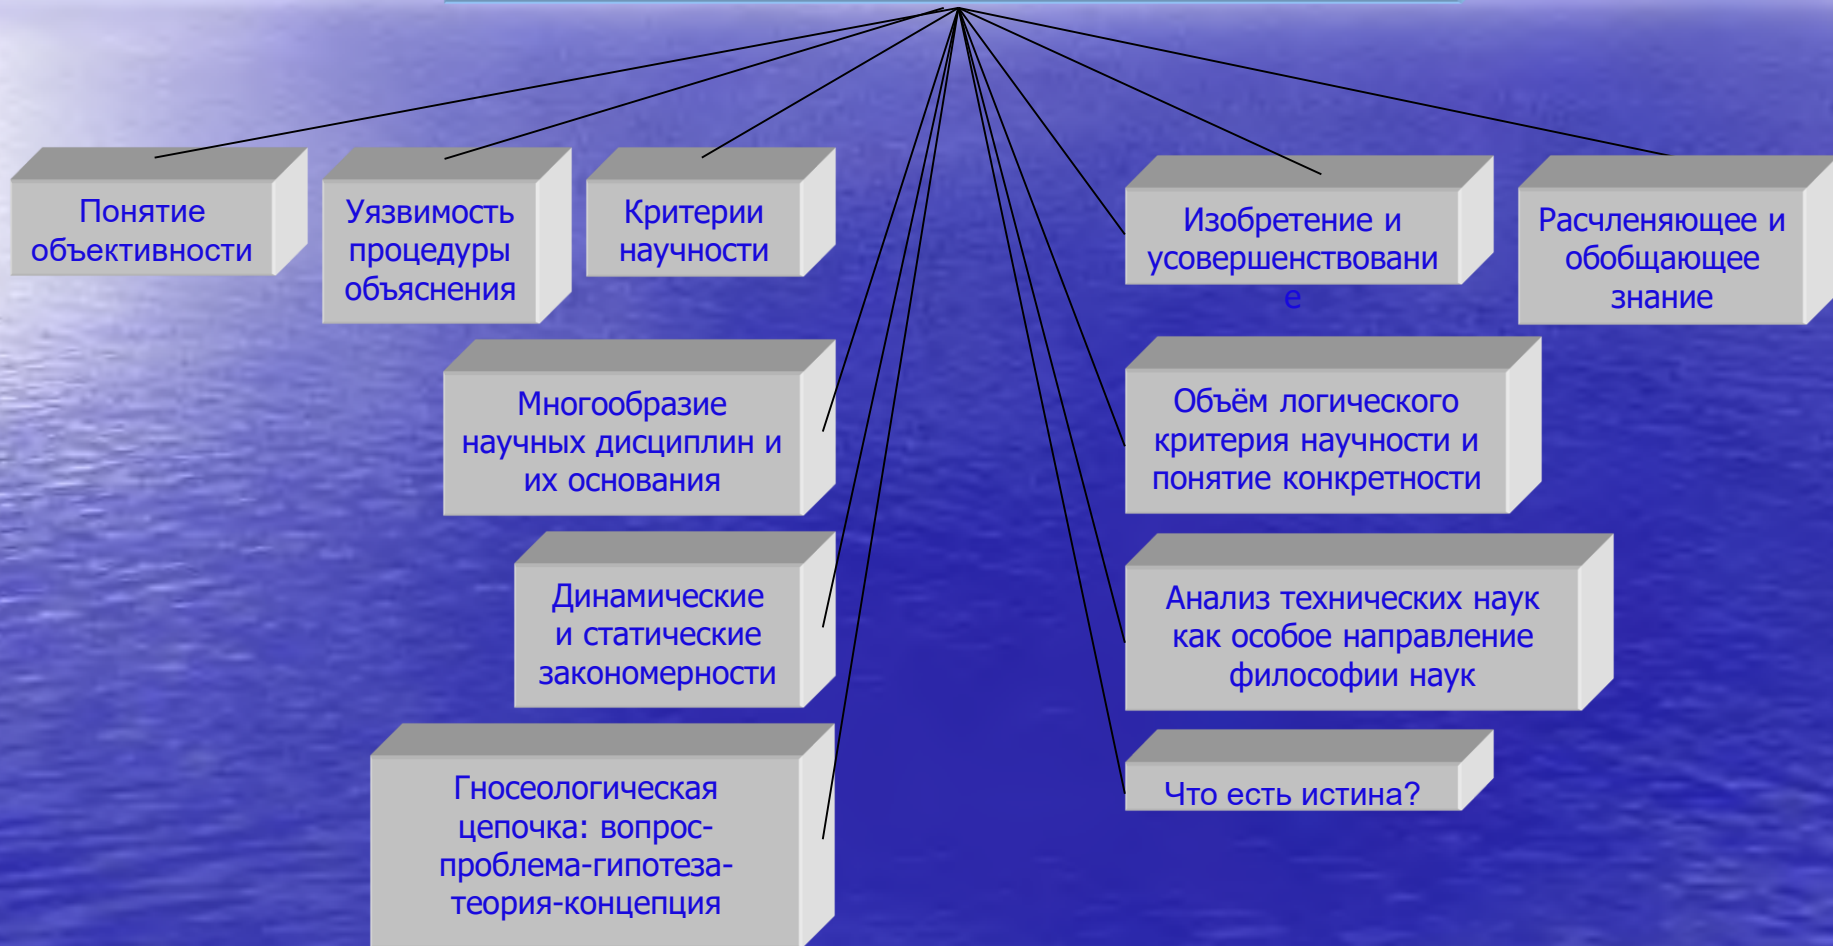 Понятие
объективности
Уязвимость
процедуры
объяснения
Критерии
научности
Изобретение и
усовершенствовани
е
Расчленяющее и
обобщающее
знание
Многообразие
научных дисциплин и
их основания
Объём логического
критерия научности и
понятие конкретности
Динамические
и статические
закономерности
Анализ технических наук
как особое направление
философии наук
Гносеологическая
цепочка: вопрос-
проблема-гипотеза-
теория-концепция
Что есть истина?